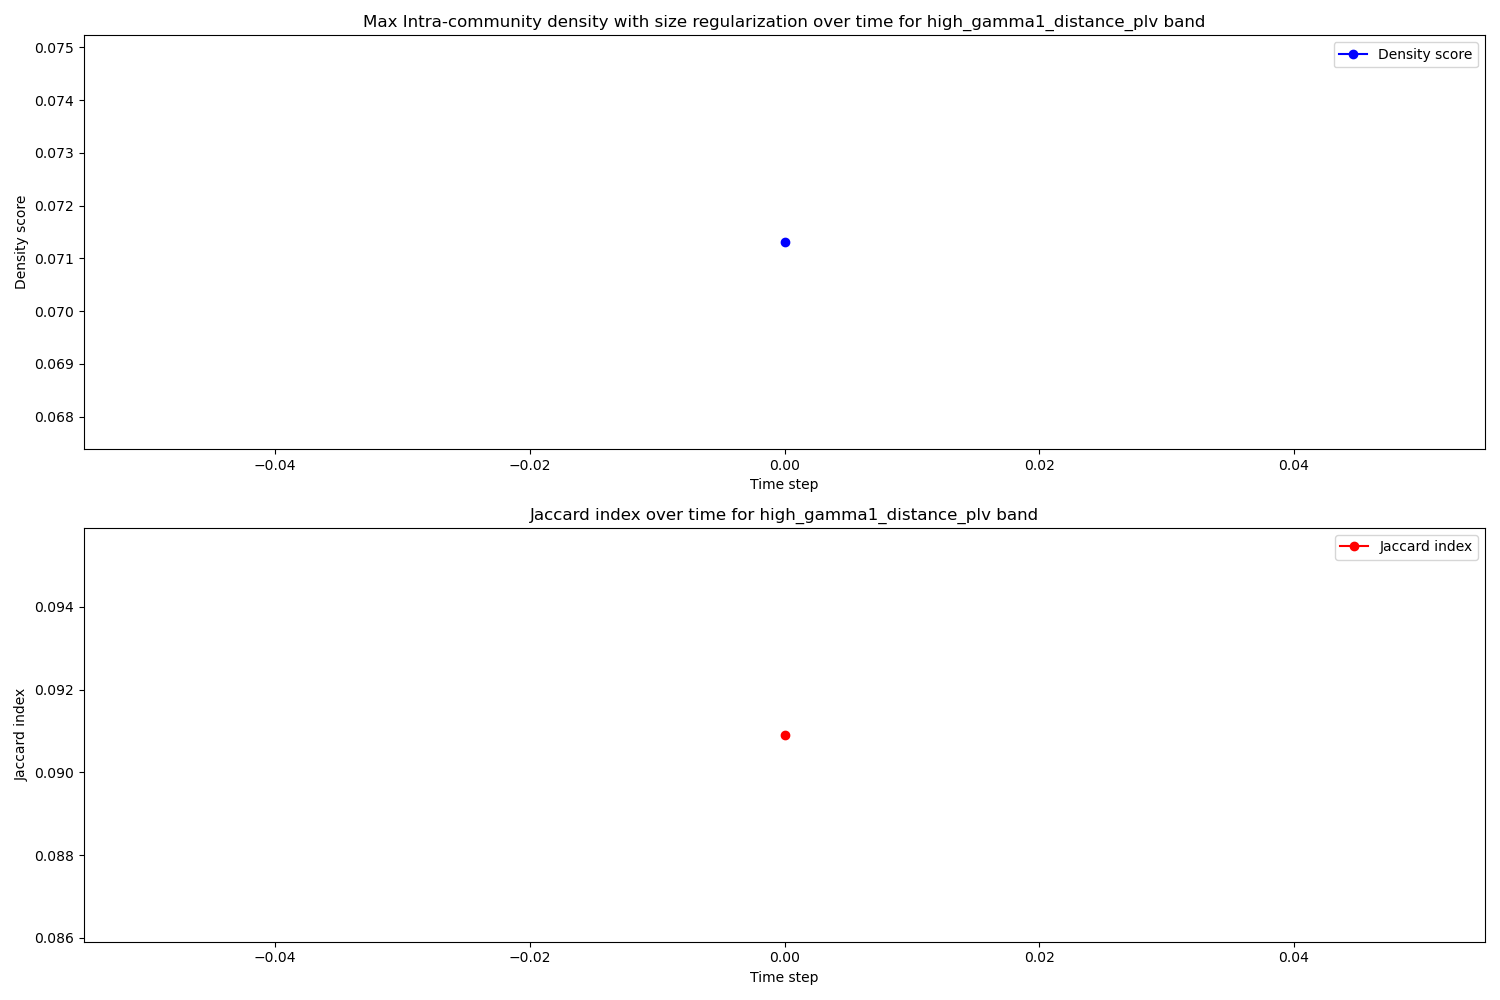 Max Intra-community density with size regularization over time for high_gamma1_distance_plv band
Density score
0.075
0.074
0.073
0.072
0.071
0.070
0.069
0.068
Density score
−0.04
−0.02
0.00
0.02
0.04
Time step
Jaccard index over time for high_gamma1_distance_plv band
Jaccard index
0.094
0.092
0.090
0.088
0.086
Jaccard index
−0.04
−0.02
0.00
0.02
0.04
Time step